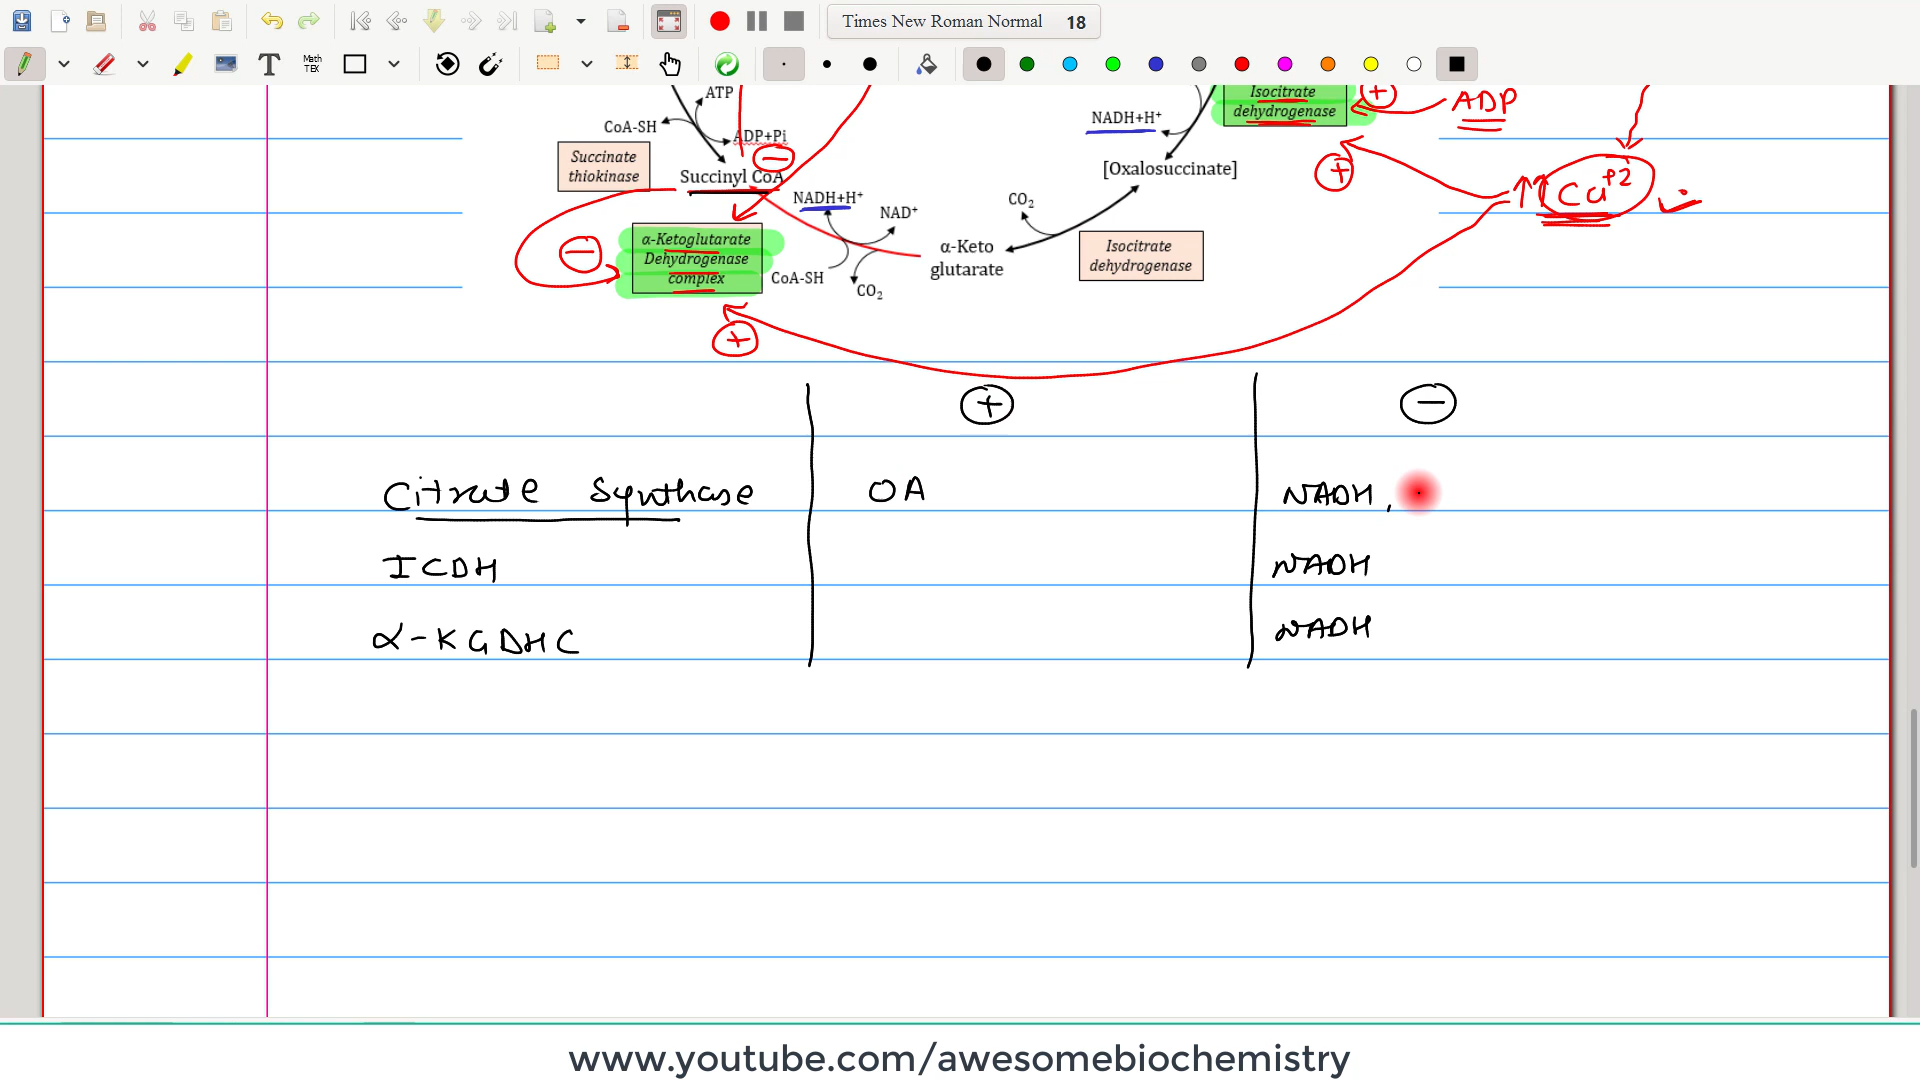 Times New Roman Normal 18
Math
TEX
ATP
CoA-SH
ADP+Pi
Succinate
thiokinase
Succinyl CoA
NADH+H⁺
NAD⁺
α-Ketoglutarate
Dehydrogenase
complex
CoA-SH
CO₂
α-Keto
glutarate
CO₂
Isocitrate
dehydrogenase
[Oxalosuccinate]
NADH+H⁺
Isocitrate
dehydrogenase
ADP
↑↑ Ca⁺²
+
−
Citrate Synthase OA NADH,
ICDH NADH
α-KGDHC NADH
www.youtube.com/awesomebiochemistry